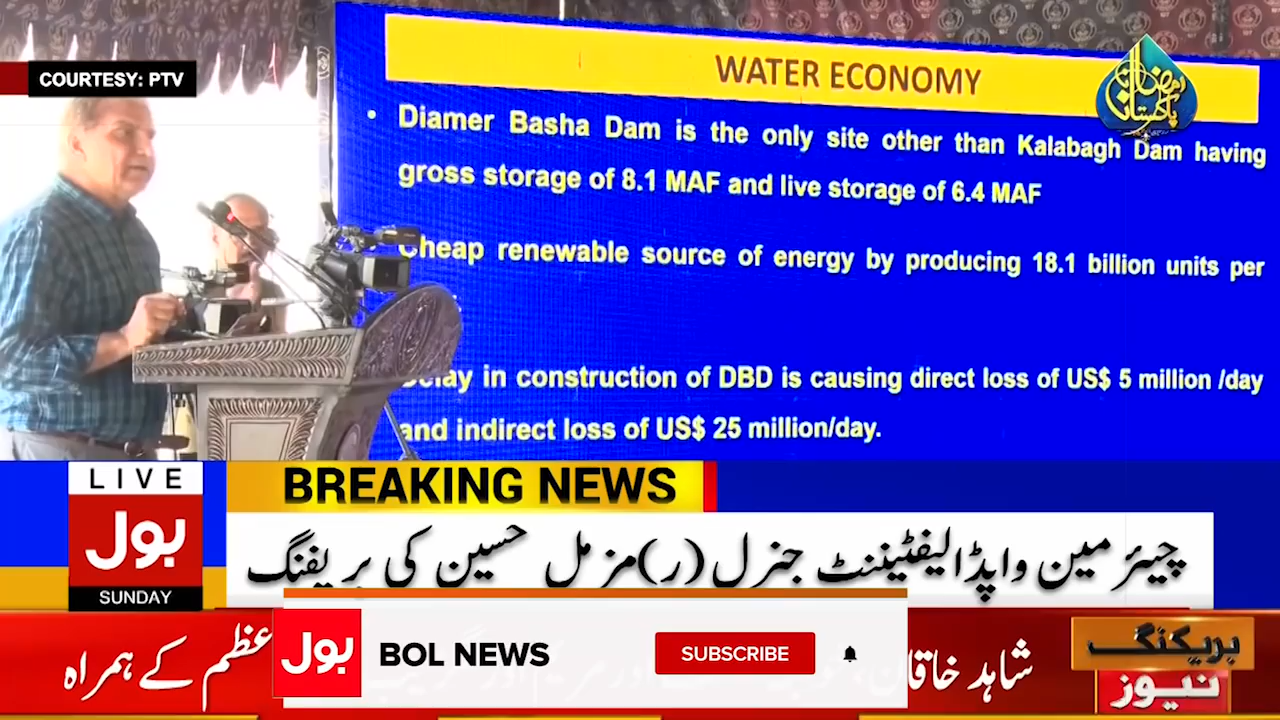 COURTESY: PTV
WATER ECONOMY
• Diamer Basha Dam is the only site other than Kalabagh Dam having
gross storage of 8.1 MAF and live storage of 6.4 MAF
Cheap renewable source of energy by producing 18.1 billion units per
Delay in construction of DBD is causing direct loss of US$ 5 million /day
and indirect loss of US$ 25 million/day.
LIVE
بول
SUNDAY
BREAKING NEWS
چیئرمین واپڈا لیفٹیننٹ جنرل (ر) مزمل حسین کی بریفنگ
بریکنگ
نیوز
شاہد خاقان
عظم کے ہمراہ
بول
BOL NEWS
SUBSCRIBE